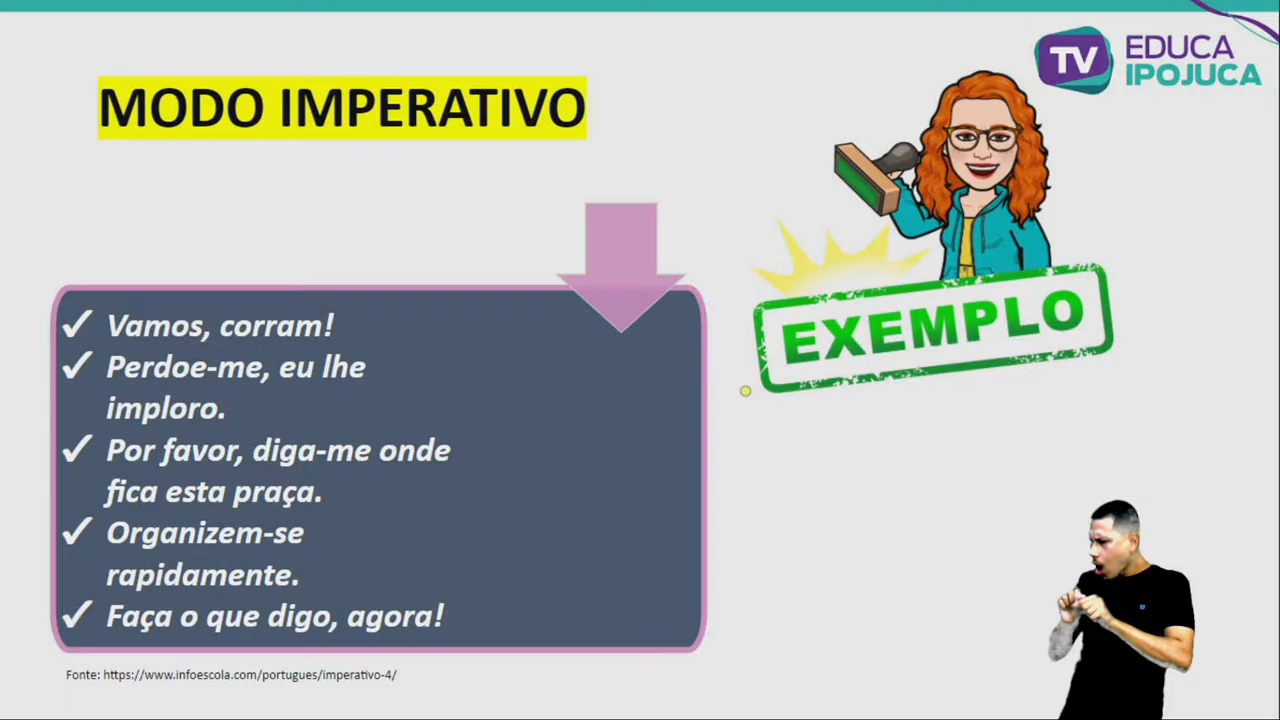 TV EDUCA
IPOJUCA
MODO IMPERATIVO
EXEMPLO
Vamos, corram!
Perdoe-me, eu lhe
imploro.
Por favor, diga-me onde
fica esta praça.
Organizem-se
rapidamente.
Faça o que digo, agora!
Fonte: https://www.infoescola.com/portugues/imperativo-4/